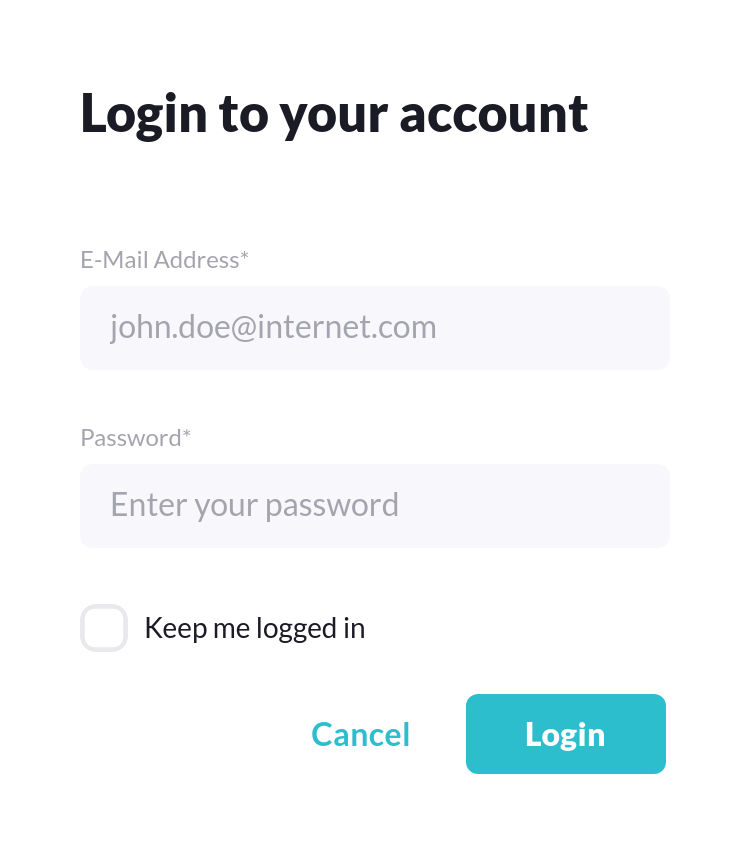 Login to your account
E-Mail Address*
john.doe@internet.com
Password*
Enter your password
Keep me logged in
Cancel Login